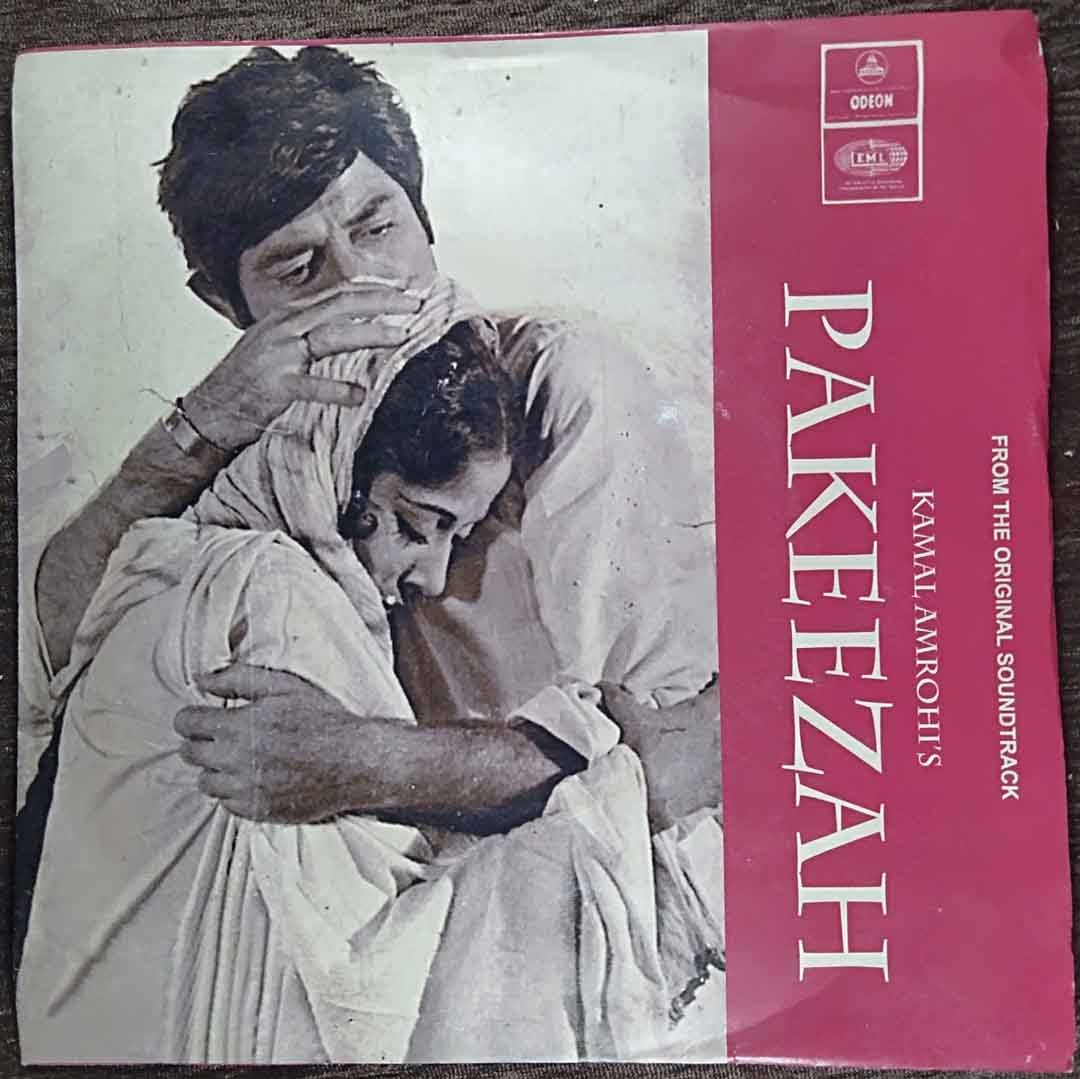 ODEON
EMI
FROM THE ORIGINAL SOUNDTRACK
KAMAL AMROHI'S
PAKEEZAH